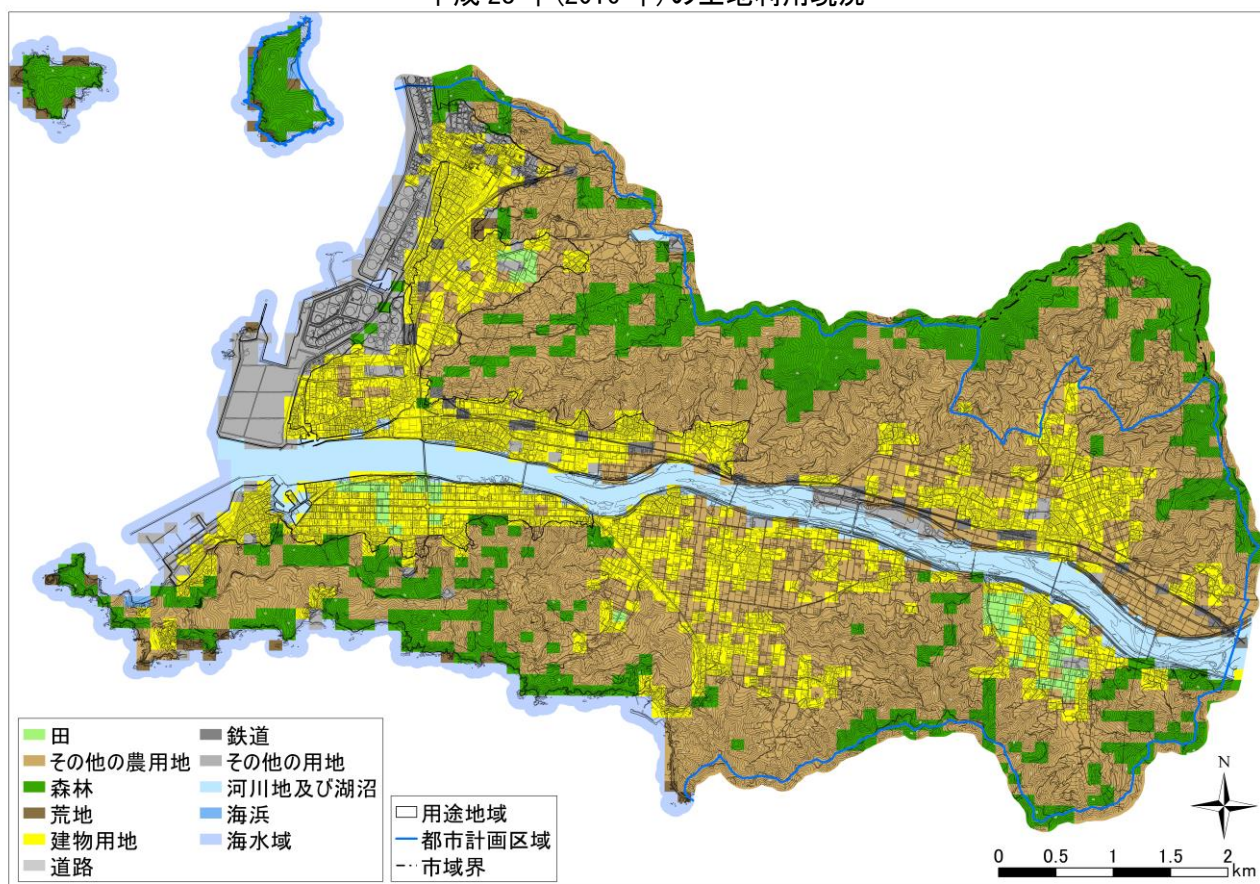 田
その他の農用地
森林
荒地
建物用地
道路
鉄道
その他の用地
河川地及び湖沼
海浜
海水域
用途地域
都市計画区域
市域界
N
0 0.5 1 1.5 2
km